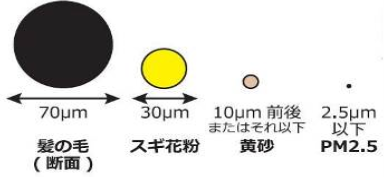 70μm
髪の毛
(断面)
30μm
スギ花粉
10μm 前後
またはそれ以下
黄砂
2.5μm
以下
PM2.5